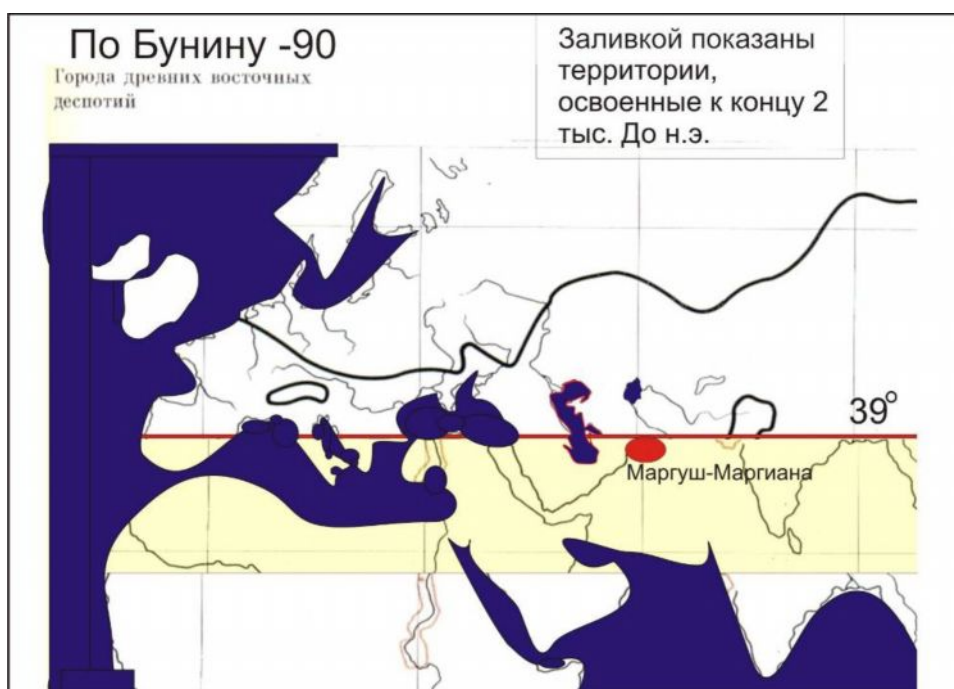 По Бунину -90
Города древних восточных
деспотий
Заливкой показаны
территории,
освоенные к концу 2
тыс. До н.э.
39°
Маргуш-Маргиана